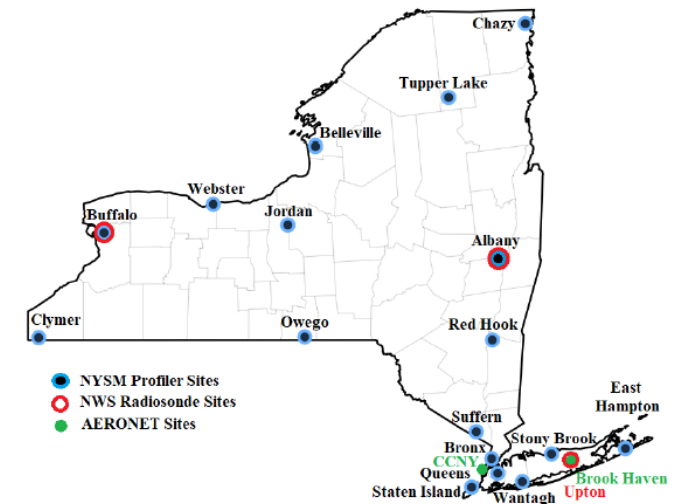 Chazy
Tupper Lake
Belleville
Webster
Buffalo
Jordan
Albany
Clymer
Owego
Red Hook
NYSM Profiler Sites
NWS Radiosonde Sites
AERONET Sites
East
Hampton
Suffern
Stony Brook
Bronx
CCNY
Queens
Brook Haven
Staten Island
Upton
Wantagh